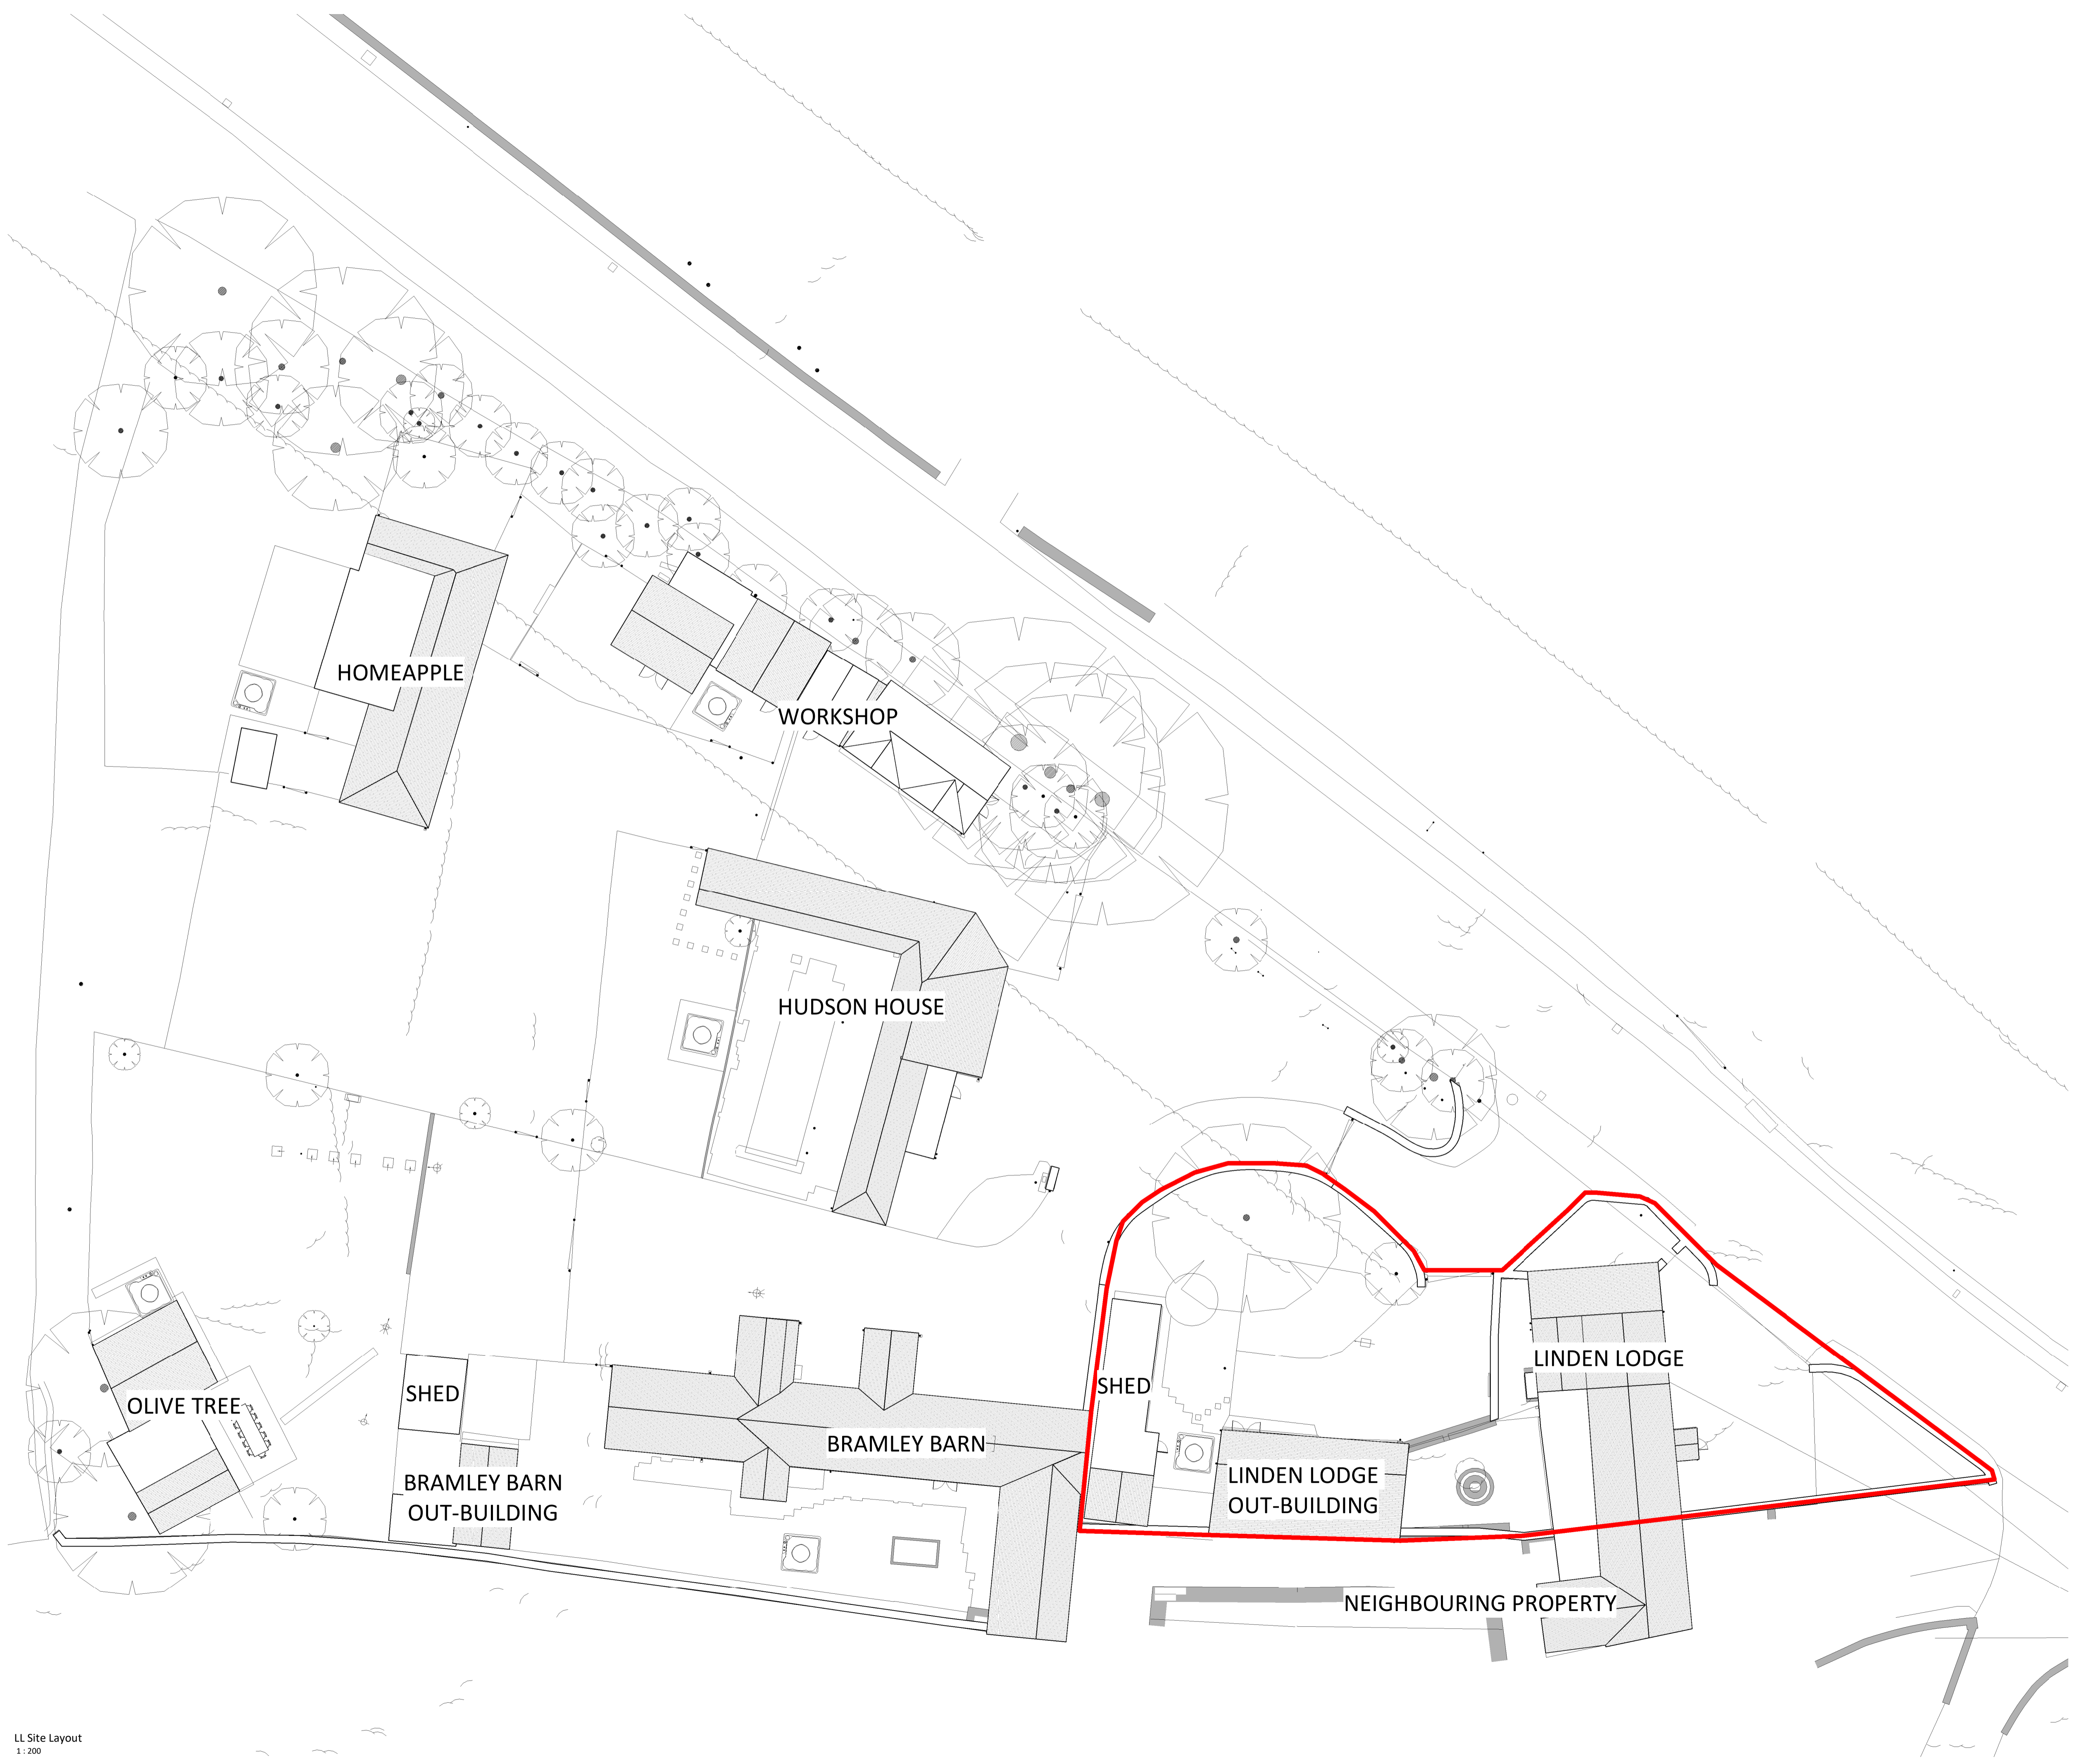 HOMEAPPLE
WORKSHOP
HUDSON HOUSE
LINDEN LODGE
SHED
SHED
OLIVE TREE
BRAMLEY BARN
BRAMLEY BARN
OUT-BUILDING
LINDEN LODGE
OUT-BUILDING
NEIGHBOURING PROPERTY
LL Site Layout
1 : 200